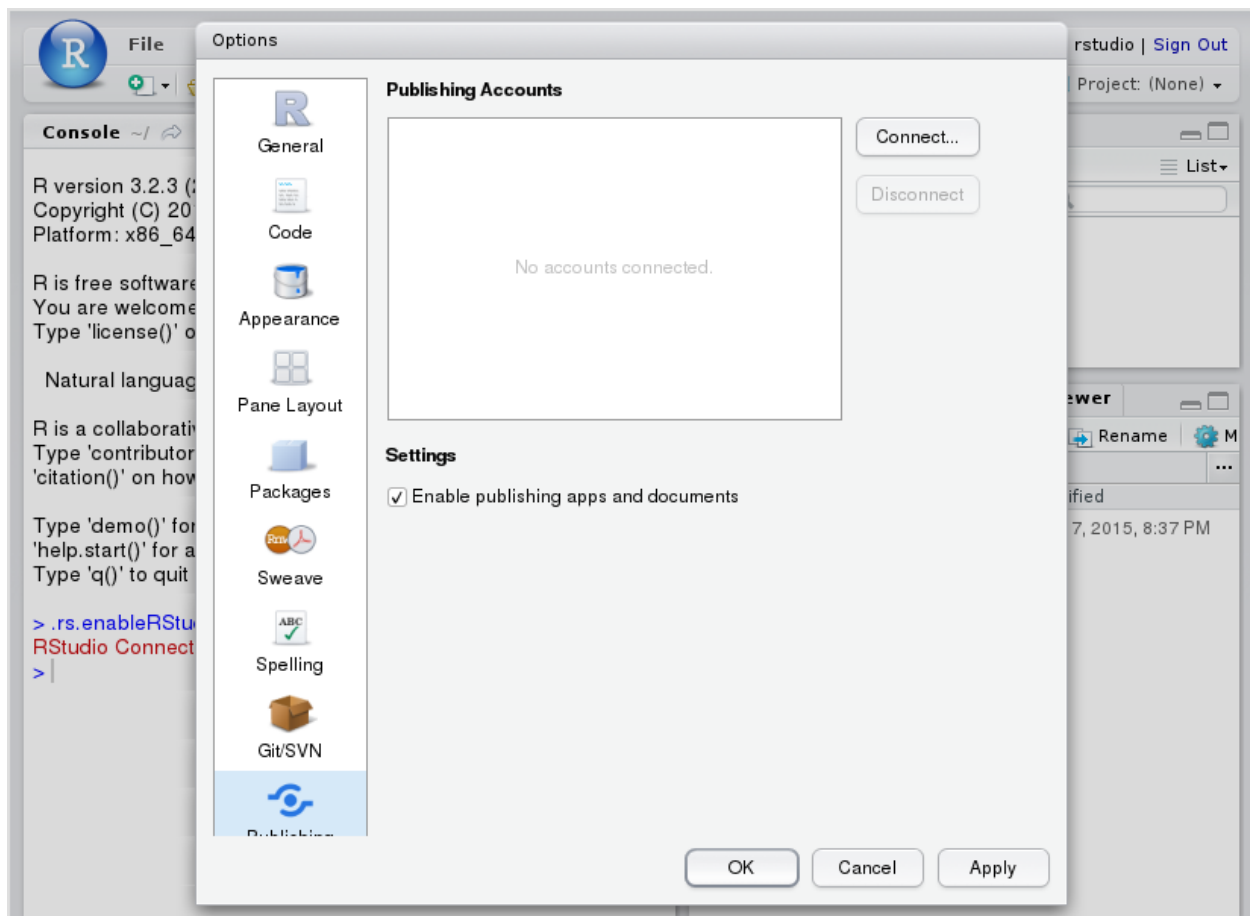 File
rstudio | Sign Out
Project: (None)
Console ~/
R version 3.2.3
Copyright (C) 20
Platform: x86_64
R is free software
You are welcome
Type 'license()' o
Natural languag
R is a collaborativ
Type 'contributor
'citation()' on how
Type 'demo()' for
'help.start()' for a
Type 'q()' to quit
> .rs.enableRStu
RStudio Connect
>
Options
R
General
Code
Appearance
Pane Layout
Packages
Rnw
Sweave
ABC
Spelling
Git/SVN
Publishing
Publishing Accounts
No accounts connected.
Connect...
Disconnect
Settings
Enable publishing apps and documents
OK
Cancel
Apply
List
ewer
Rename
M
...
ified
7, 2015, 8:37 PM